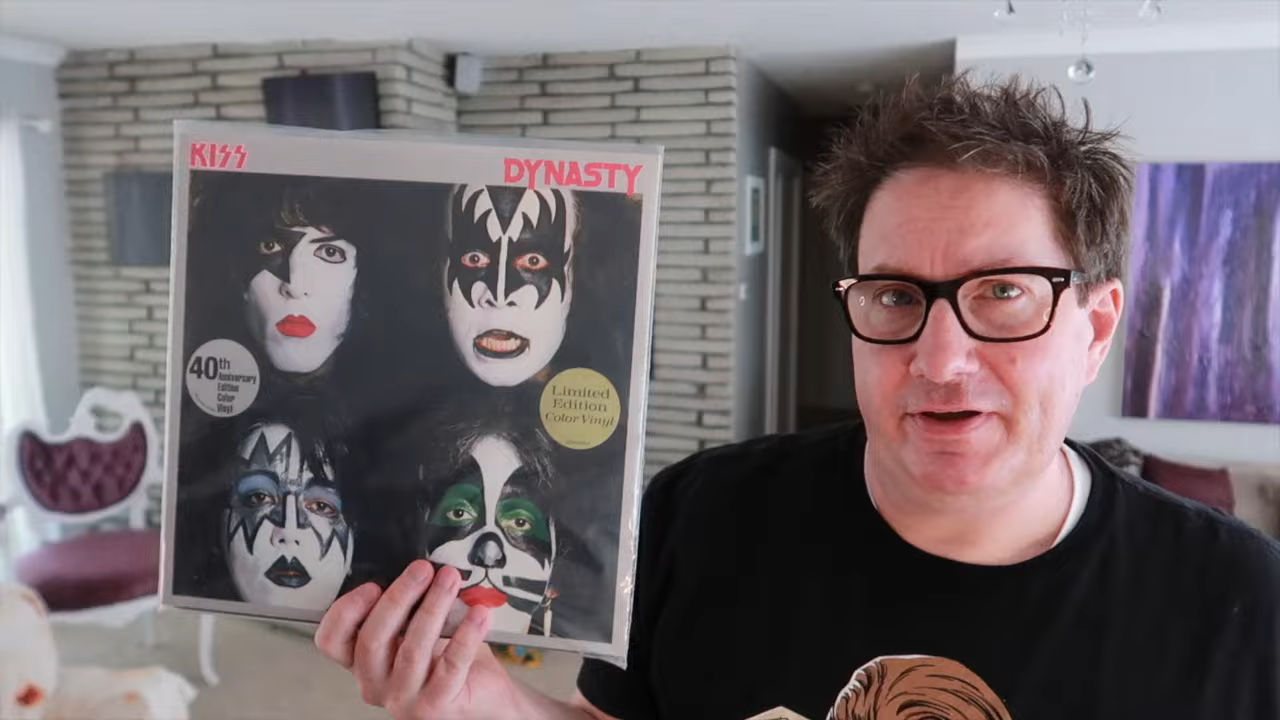 KISS
DYNASTY
40th
Anniversary
Edition
Color
Vinyl
Limited
Edition
Color Vinyl